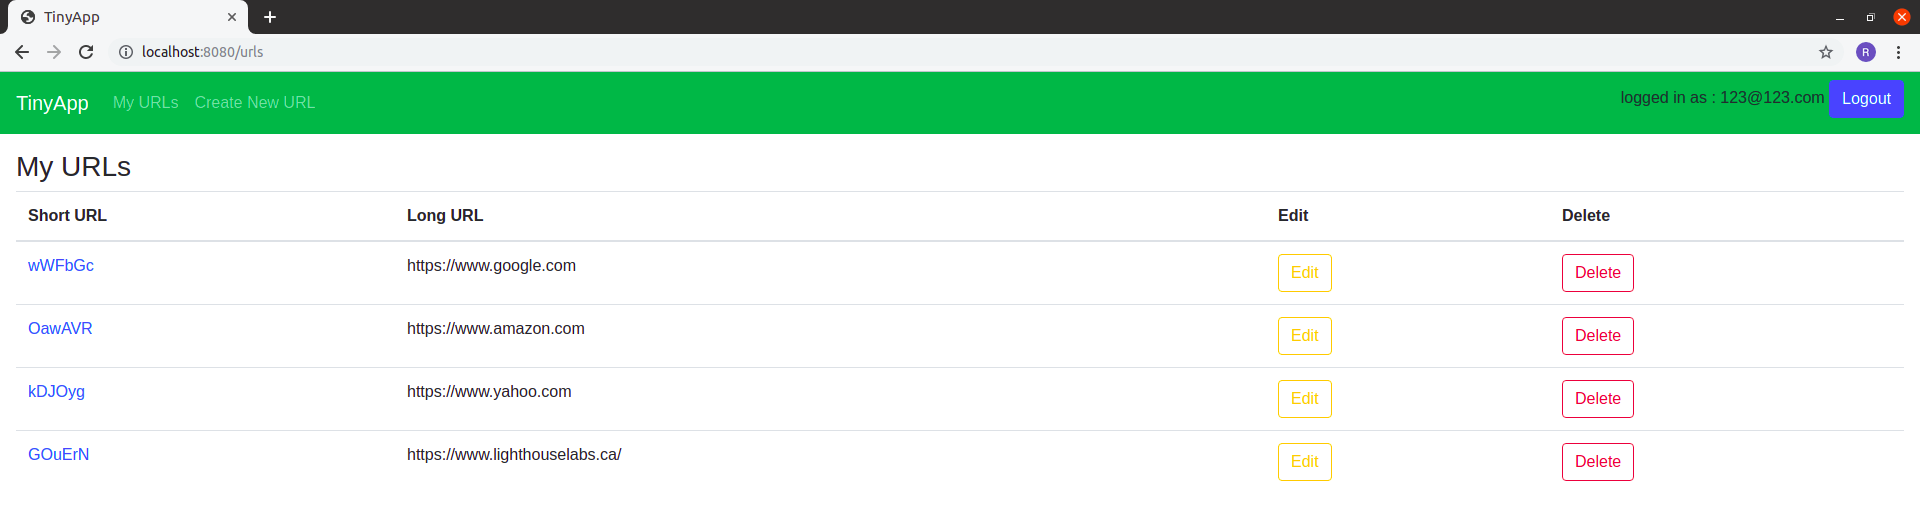 TinyApp
localhost:8080/urls
R
TinyApp My URLs Create New URL logged in as : 123@123.com Logout
My URLs
Short URL Long URL Edit Delete
wWFbGc https://www.google.com Edit Delete
OawAVR https://www.amazon.com Edit Delete
kDJOyg https://www.yahoo.com Edit Delete
GOuErN https://www.lighthouselabs.ca/ Edit Delete